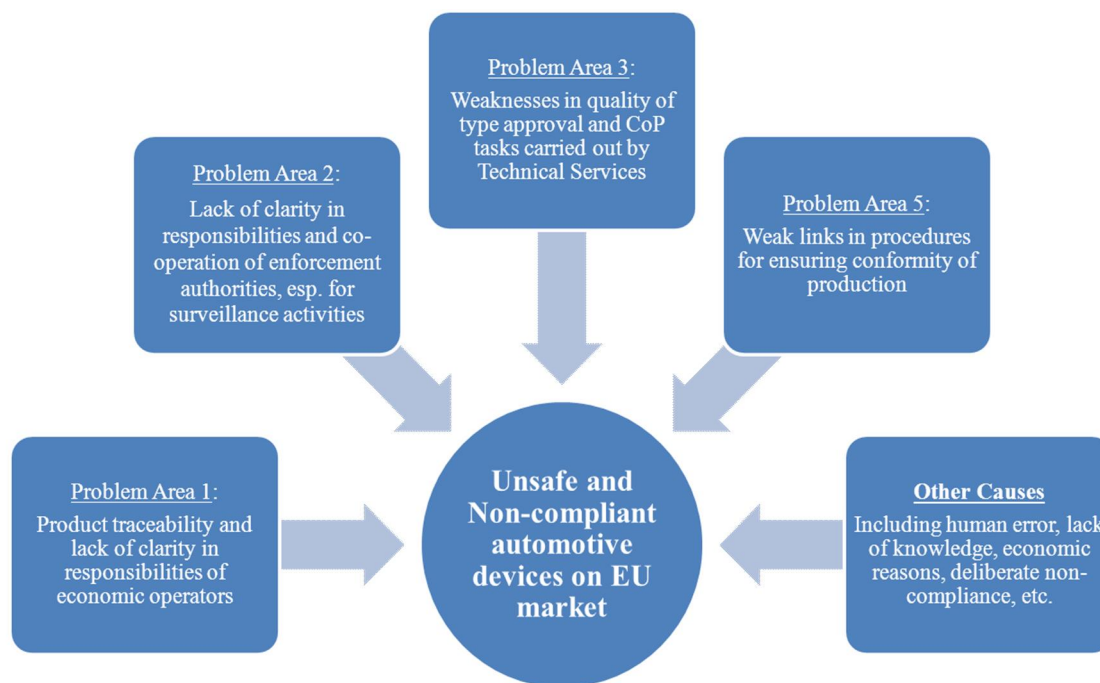 Problem Area 3:
Weaknesses in quality of
type approval and CoP
tasks carried out by
Technical Services
Problem Area 2:
Lack of clarity in
responsibilities and co-
operation of enforcement
authorities, esp. for
surveillance activities
Problem Area 5:
Weak links in procedures
for ensuring conformity of
production
Problem Area 1:
Product traceability and
lack of clarity in
responsibilities of
economic operators
Unsafe and
Non-compliant
automotive
devices on EU
market
Other Causes
Including human error, lack
of knowledge, economic
reasons, deliberate non-
compliance, etc.